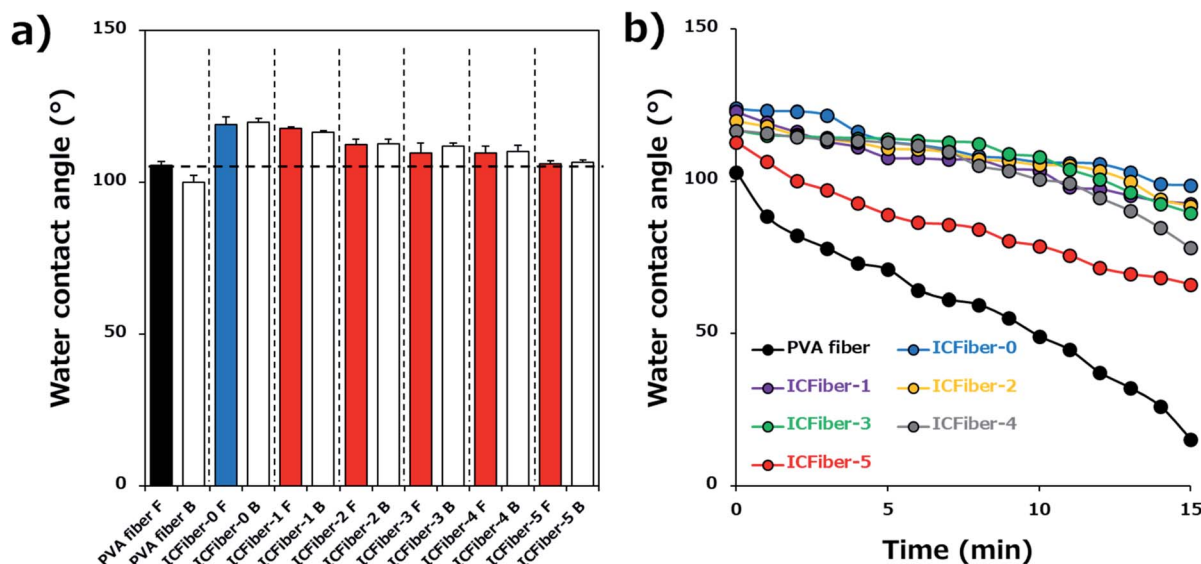 a)
Water contact angle (°)
150
100
50
0
PVA fiber F
PVA fiber B
ICFiber-0 F
ICFiber-0 B
ICFiber-1 F
ICFiber-1 B
ICFiber-2 F
ICFiber-2 B
ICFiber-3 F
ICFiber-3 B
ICFiber-4 F
ICFiber-4 B
ICFiber-5 F
ICFiber-5 B
b)
Water contact angle (°)
150
100
50
0
PVA fiber
ICFiber-0
ICFiber-1
ICFiber-2
ICFiber-3
ICFiber-4
ICFiber-5
0
5
10
15
Time (min)